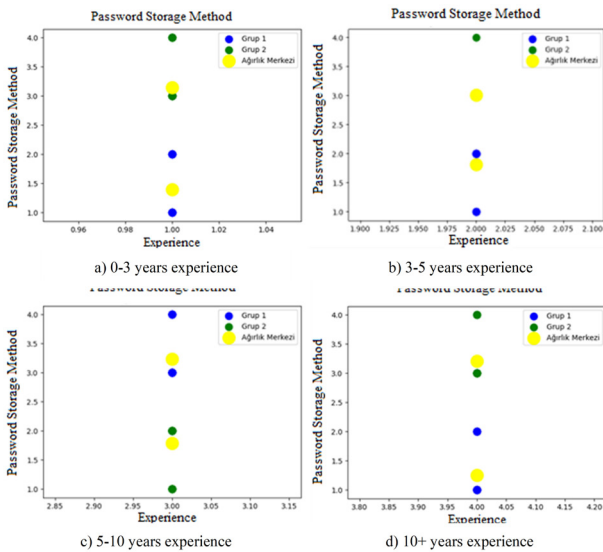 Password Storage Method
Password Storage Method
4.0
3.5
3.0
2.5
2.0
1.5
1.0
Grup 1
Grup 2
Ağırlık Merkezi
0.96
0.98
1.00
1.02
1.04
Experience
a) 0-3 years experience
Password Storage Method
Password Storage Method
4.0
3.5
3.0
2.5
2.0
1.5
1.0
Grup 1
Grup 2
Ağırlık Merkezi
1.900
1.925
1.950
1.975
2.000
2.025
2.050
2.075
2.100
Experience
b) 3-5 years experience
Password Storage Method
Password Storage Method
4.0
3.5
3.0
2.5
2.0
1.5
1.0
Grup 1
Grup 2
Ağırlık Merkezi
2.85
2.90
2.95
3.00
3.05
3.10
3.15
Experience
c) 5-10 years experience
Password Storage Method
Password Storage Method
4.0
3.5
3.0
2.5
2.0
1.5
1.0
Grup 1
Grup 2
Ağırlık Merkezi
3.80
3.85
3.90
3.95
4.00
4.05
4.10
4.15
4.20
Experience
d) 10+ years experience